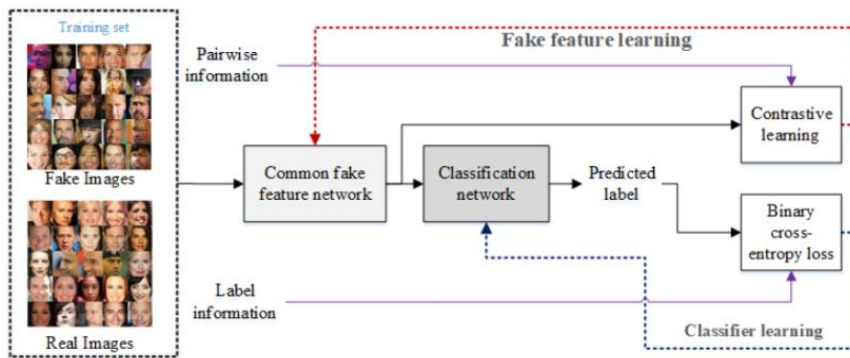 Training set
Fake Images
Real Images
Pairwise
information
Fake feature learning
Contrastive
learning
Common fake
feature network
Classification
network
Predicted
label
Binary
cross-
entropy loss
Label
information
Classifier learning